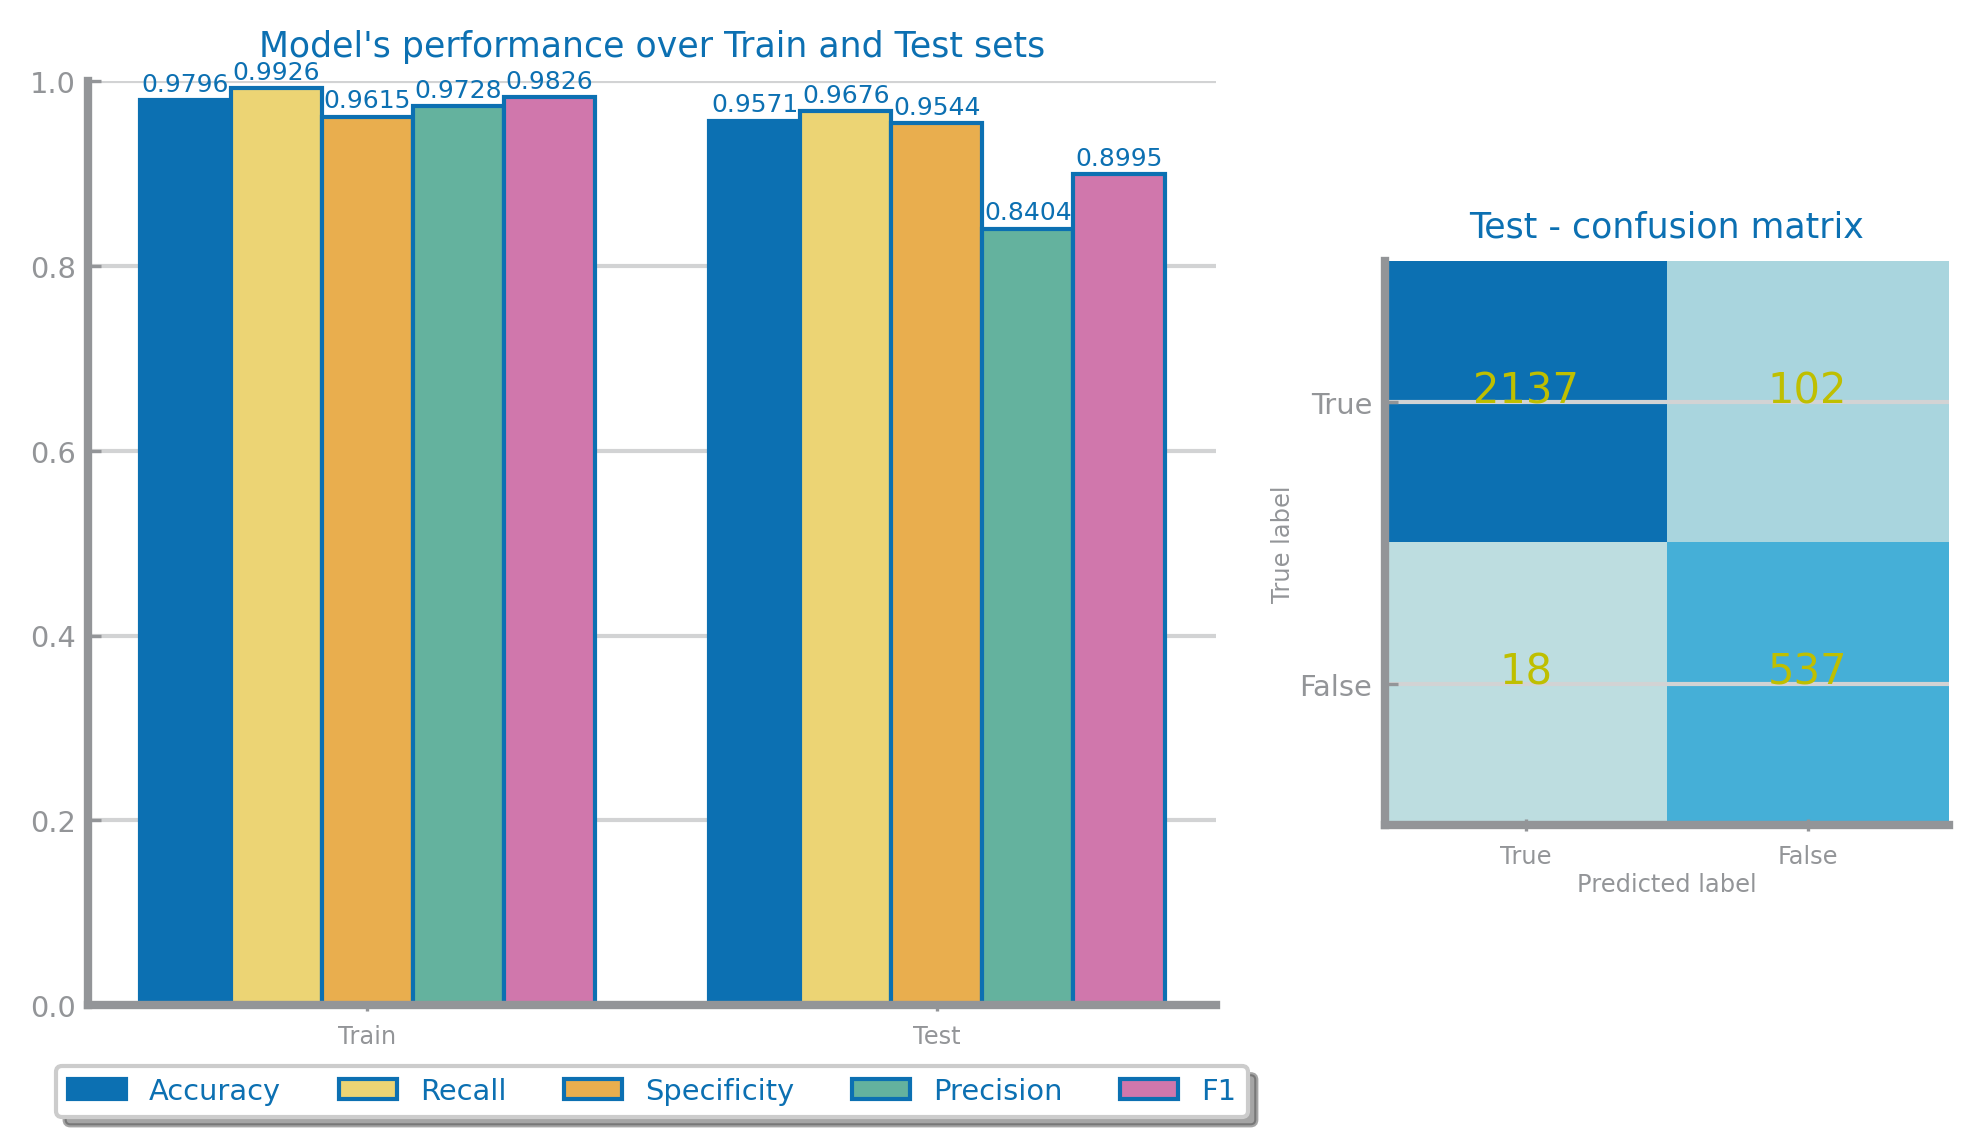 Model's performance over Train and Test sets
1.0
0.8
0.6
0.4
0.2
0.0
0.9796
0.9926
0.9615
0.9728
0.9826
0.9571
0.9676
0.9544
0.8404
0.8995
Train
Test
Accuracy Recall Specificity Precision F1
Test - confusion matrix
True label
True
False
2137 102
18 537
True False
Predicted label